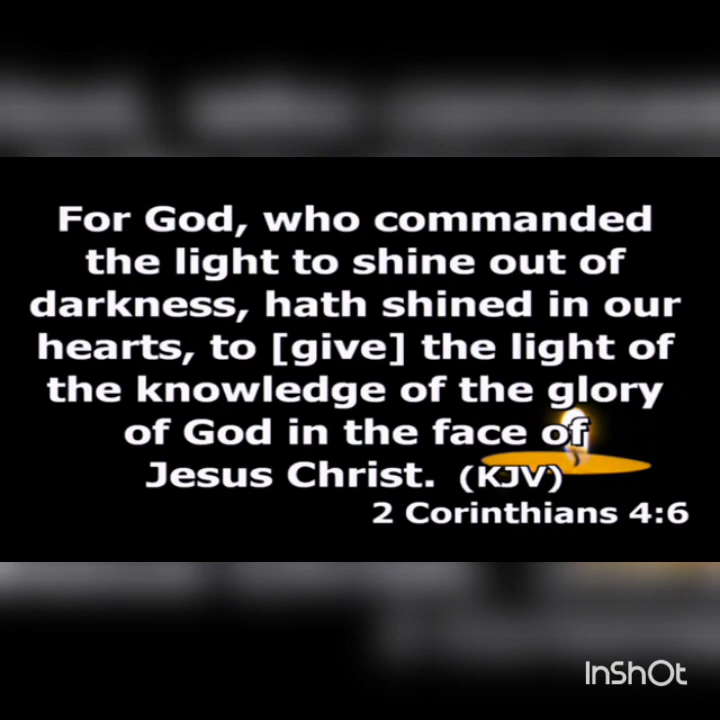 For God, who commanded
the light to shine out of
darkness, hath shined in our
hearts, to [give] the light of
the knowledge of the glory
of God in the face of
Jesus Christ. (KJV)
2 Corinthians 4:6
InShOt